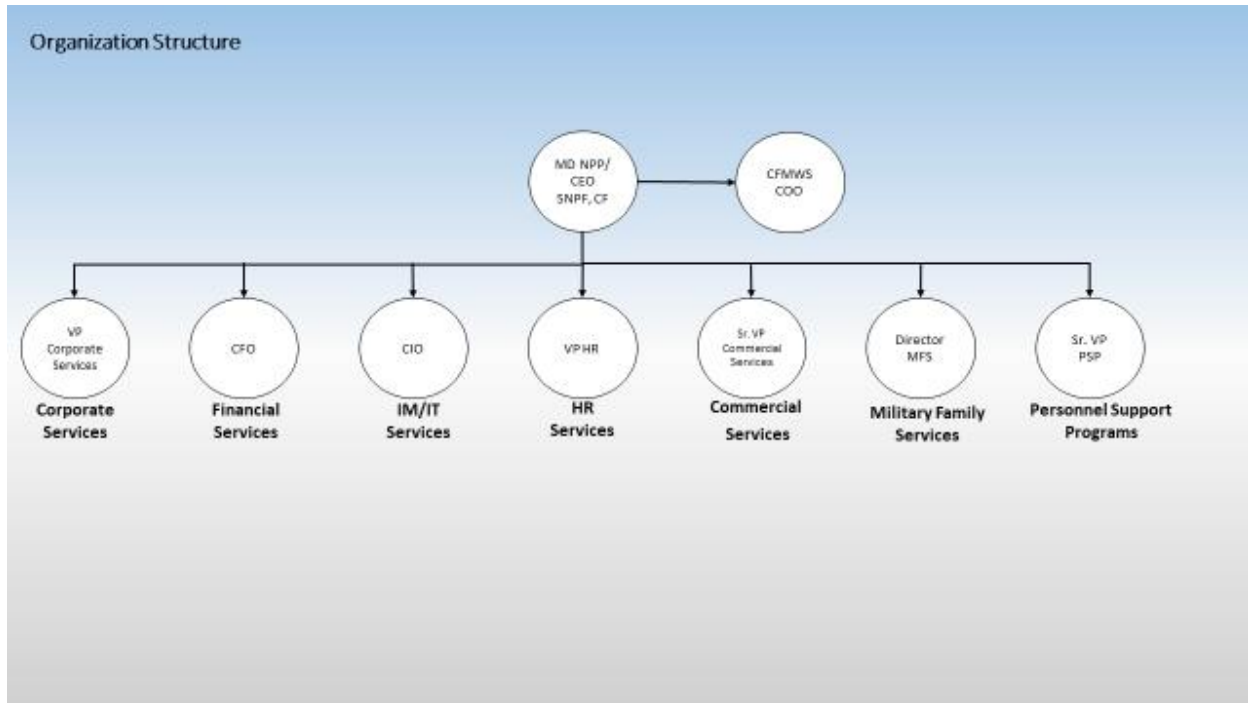 Organization Structure
MD NPP/
CEO
SNPF, CF
CFMWS
COO
VP
Corporate
Services
CFO
CIO
VP HR
Sr. VP
Commercial
Services
Director
MFS
Sr. VP
PSP
Corporate
Services
Financial
Services
IM/IT
Services
HR
Services
Commercial
Services
Military Family
Services
Personnel Support
Programs